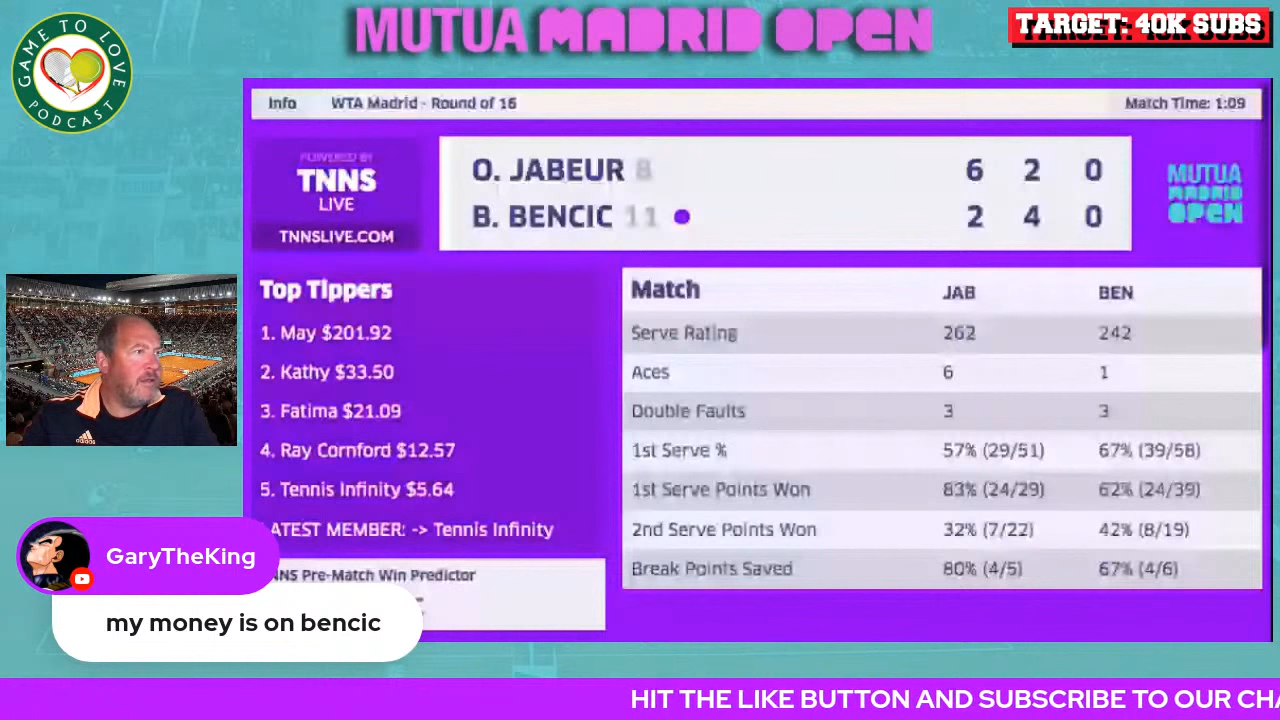 GAME TO LOVE
PODCAST
MUTUA MADRID OPEN
TARGET: 40K SUBS
Info WTA Madrid - Round of 16 Match Time: 1:09
POWERED BY
TNNS
LIVE
TNNSLIVE.COM
O. JABEUR 8 6 2 0
B. BENCIC 11 2 4 0
MUTUA
MADRID
OPEN
Top Tippers
1. May $201.92
2. Kathy $33.50
3. Fatima $21.09
4. Ray Cornford $12.57
5. Tennis Infinity $5.64
ATEST MEMBER: -> Tennis Infinity
NNS Pre-Match Win Predictor
Match JAB BEN
Serve Rating 262 242
Aces 6 1
Double Faults 3 3
1st Serve % 57% (29/51) 67% (39/58)
1st Serve Points Won 83% (24/29) 62% (24/39)
2nd Serve Points Won 32% (7/22) 42% (8/19)
Break Points Saved 80% (4/5) 67% (4/6)
GaryTheKing
my money is on bencic
adidas
HIT THE LIKE BUTTON AND SUBSCRIBE TO OUR CHA